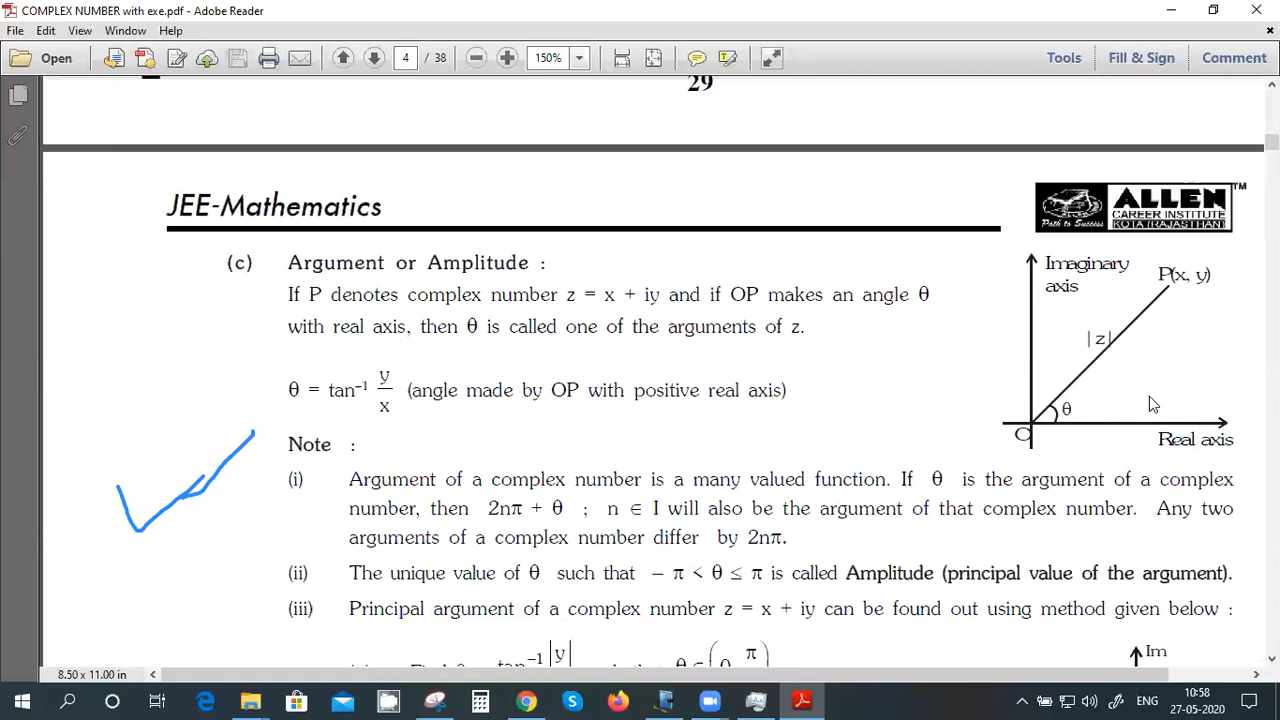 COMPLEX NUMBER with exe.pdf - Adobe Reader
File Edit View Window Help
Open 4 / 38 150% Tools Fill & Sign Comment
29
JEE-Mathematics
ALLEN TM
CAREER INSTITUTE
Path to Success KOTA (RAJASTHAN)
(c) Argument or Amplitude :
If P denotes complex number z = x + iy and if OP makes an angle θ
with real axis, then θ is called one of the arguments of z.
θ = tan⁻¹ y/x (angle made by OP with positive real axis)
Imaginary
axis
P(x, y)
|z|
θ
O
Real axis
Note :
(i) Argument of a complex number is a many valued function. If θ is the argument of a complex
number, then 2nπ + θ ; n ∈ I will also be the argument of that complex number. Any two
arguments of a complex number differ by 2nπ.
(ii) The unique value of θ such that − π < θ ≤ π is called Amplitude (principal value of the argument).
(iii) Principal argument of a complex number z = x + iy can be found out using method given below :
tan⁻¹ |y| π
Im
8.50 x 11.00 in
ENG 10:58
27-05-2020